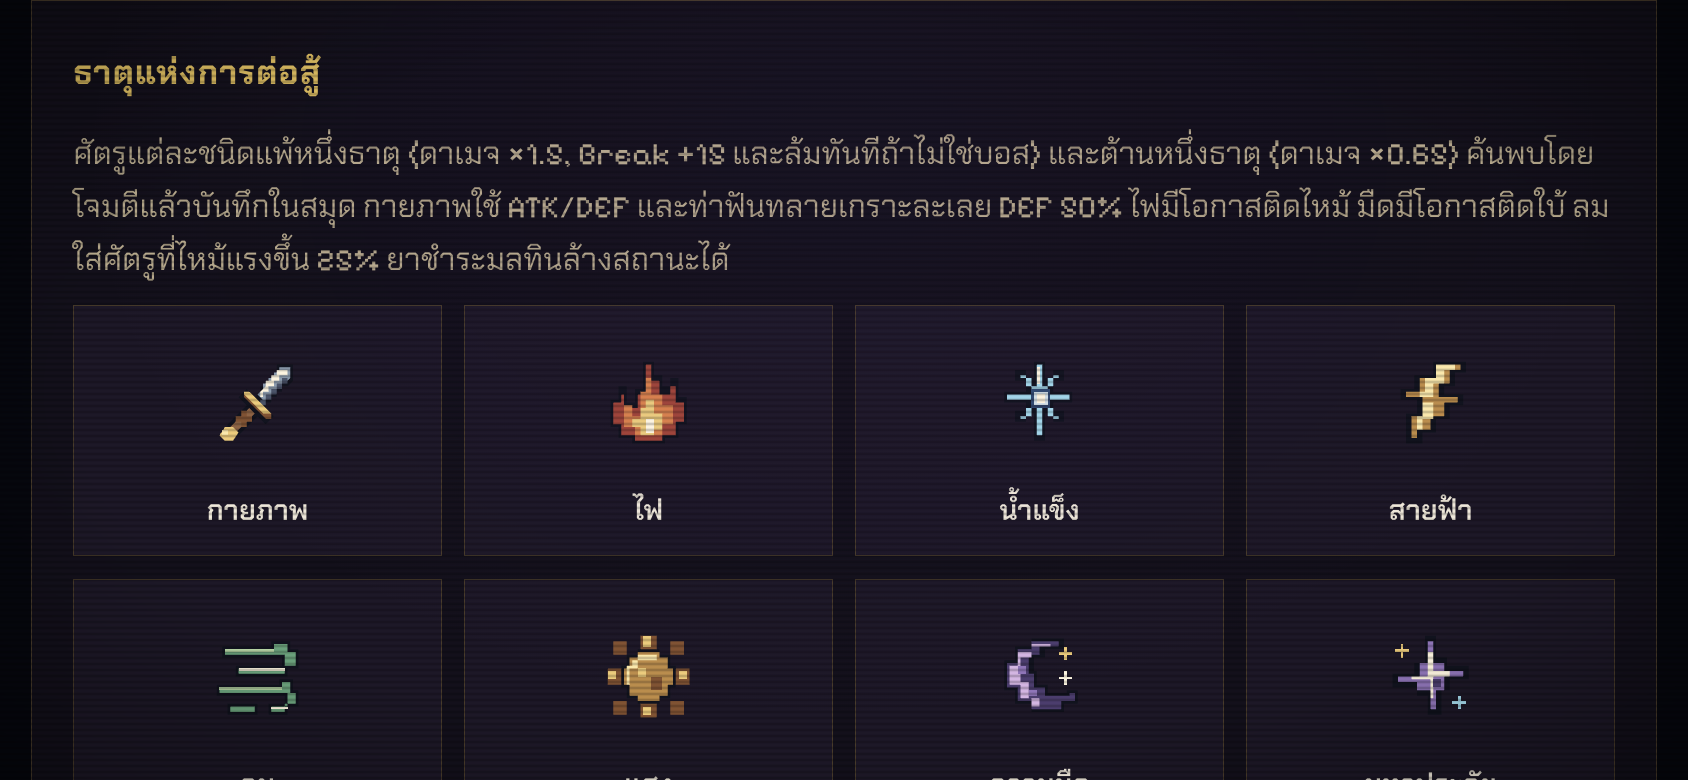 ธาตุแห่งการต่อสู้
ศัตรูแต่ละชนิดแพ้หนึ่งธาตุ (ดาเมจ ×1.5, Break +15 และล้มทันทีถ้าไม่ใช่บอส) และต้านหนึ่งธาตุ (ดาเมจ ×0.65) ค้นพบโดย
โจมตีแล้วบันทึกในสมุด กายภาพใช้ ATK/DEF และท่าฟันทลายเกราะละเลย DEF 50% ไฟมีโอกาสติดไหม้ มืดมีโอกาสติดใบ้ ลม
ใส่ศัตรูที่ไหม้แรงขึ้น 25% ยาชำระมลทินล้างสถานะได้
กายภาพ
ไฟ
น้ำแข็ง
สายฟ้า